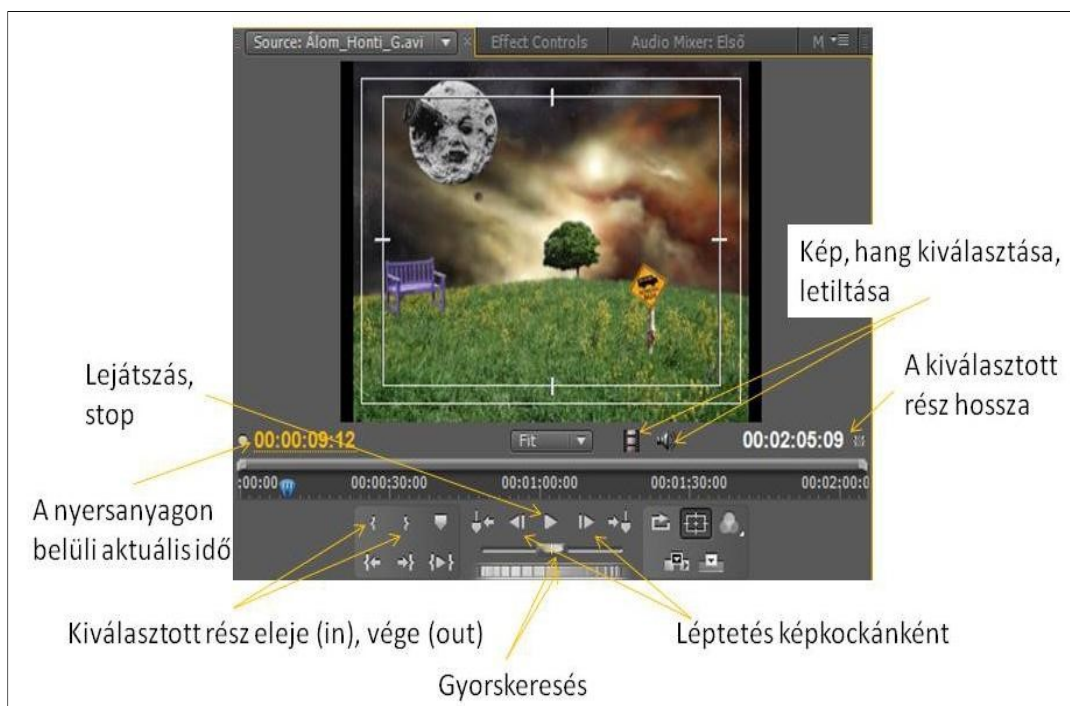 Source: Álom_Honti_G.avi
Effect Controls
Audio Mixer: Első
M
Kép, hang kiválasztása,
letiltása
Lejátszás,
stop
A kiválasztott
rész hossza
00:00:09:12
Fit
00:02:05:09
;00:00
00:00:30:00
00:01:00:00
00:01:30:00
00:02:00:0
A nyersanyagon
belüli aktuális idő
Kiválasztott rész eleje (in), vége (out)
Léptetés képkockánként
Gyorskeresés